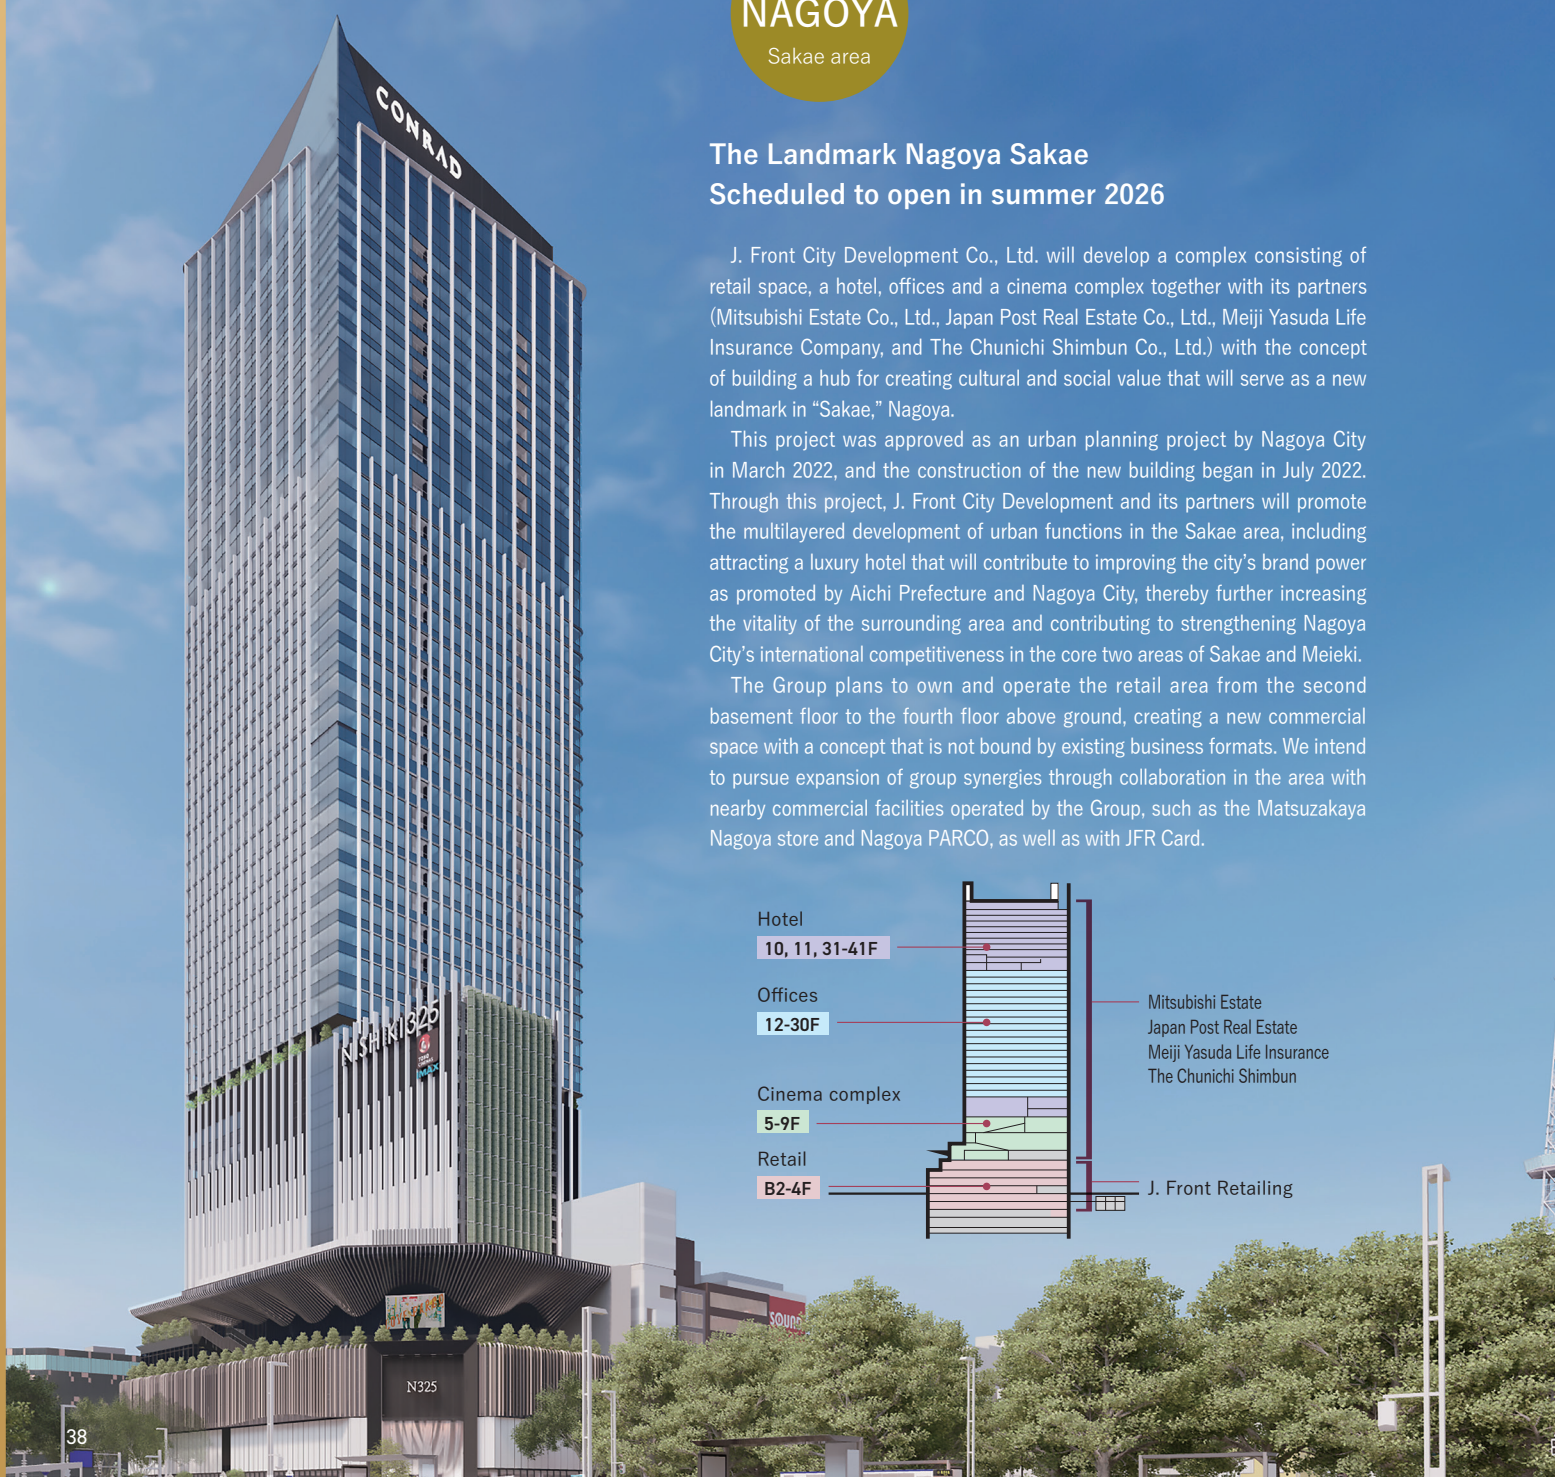 NAGOYA
Sakae area
CONRAD
The Landmark Nagoya Sakae
Scheduled to open in summer 2026
J. Front City Development Co., Ltd. will develop a complex consisting of
retail space, a hotel, offices and a cinema complex together with its partners
(Mitsubishi Estate Co., Ltd., Japan Post Real Estate Co., Ltd., Meiji Yasuda Life
Insurance Company, and The Chunichi Shimbun Co., Ltd.) with the concept
of building a hub for creating cultural and social value that will serve as a new
landmark in “Sakae,” Nagoya.
This project was approved as an urban planning project by Nagoya City
in March 2022, and the construction of the new building began in July 2022.
Through this project, J. Front City Development and its partners will promote
the multilayered development of urban functions in the Sakae area, including
attracting a luxury hotel that will contribute to improving the city’s brand power
as promoted by Aichi Prefecture and Nagoya City, thereby further increasing
the vitality of the surrounding area and contributing to strengthening Nagoya
City’s international competitiveness in the core two areas of Sakae and Meieki.
The Group plans to own and operate the retail area from the second
basement floor to the fourth floor above ground, creating a new commercial
space with a concept that is not bound by existing business formats. We intend
to pursue expansion of group synergies through collaboration in the area with
nearby commercial facilities operated by the Group, such as the Matsuzakaya
Nagoya store and Nagoya PARCO, as well as with JFR Card.
Hotel
10, 11, 31-41F
Offices
12-30F
Cinema complex
5-9F
Retail
B2-4F
Mitsubishi Estate
Japan Post Real Estate
Meiji Yasuda Life Insurance
The Chunichi Shimbun
J. Front Retailing
NISHIKI325
TOHO
CINEMAS
IMAX
N325
38